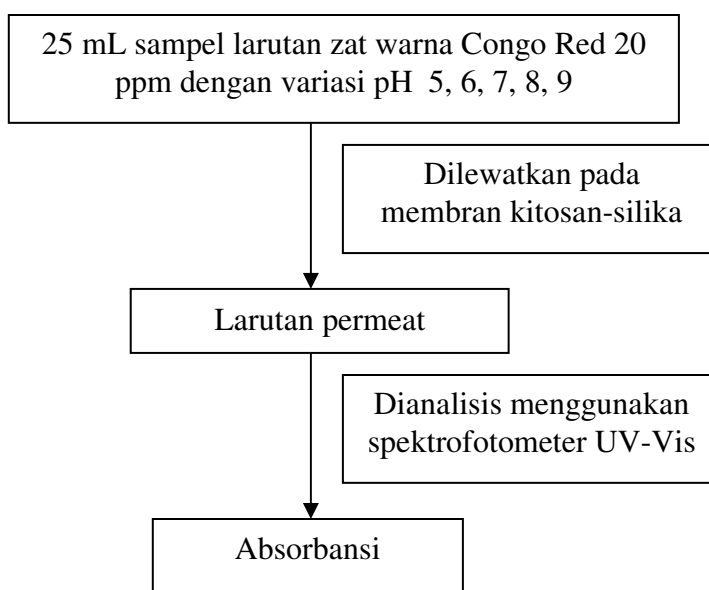 25 mL sampel larutan zat warna Congo Red 20
ppm dengan variasi pH 5, 6, 7, 8, 9
Dilewatkan pada
membran kitosan-silika
Larutan permeat
Dianalisis menggunakan
spektrofotometer UV-Vis
Absorbansi